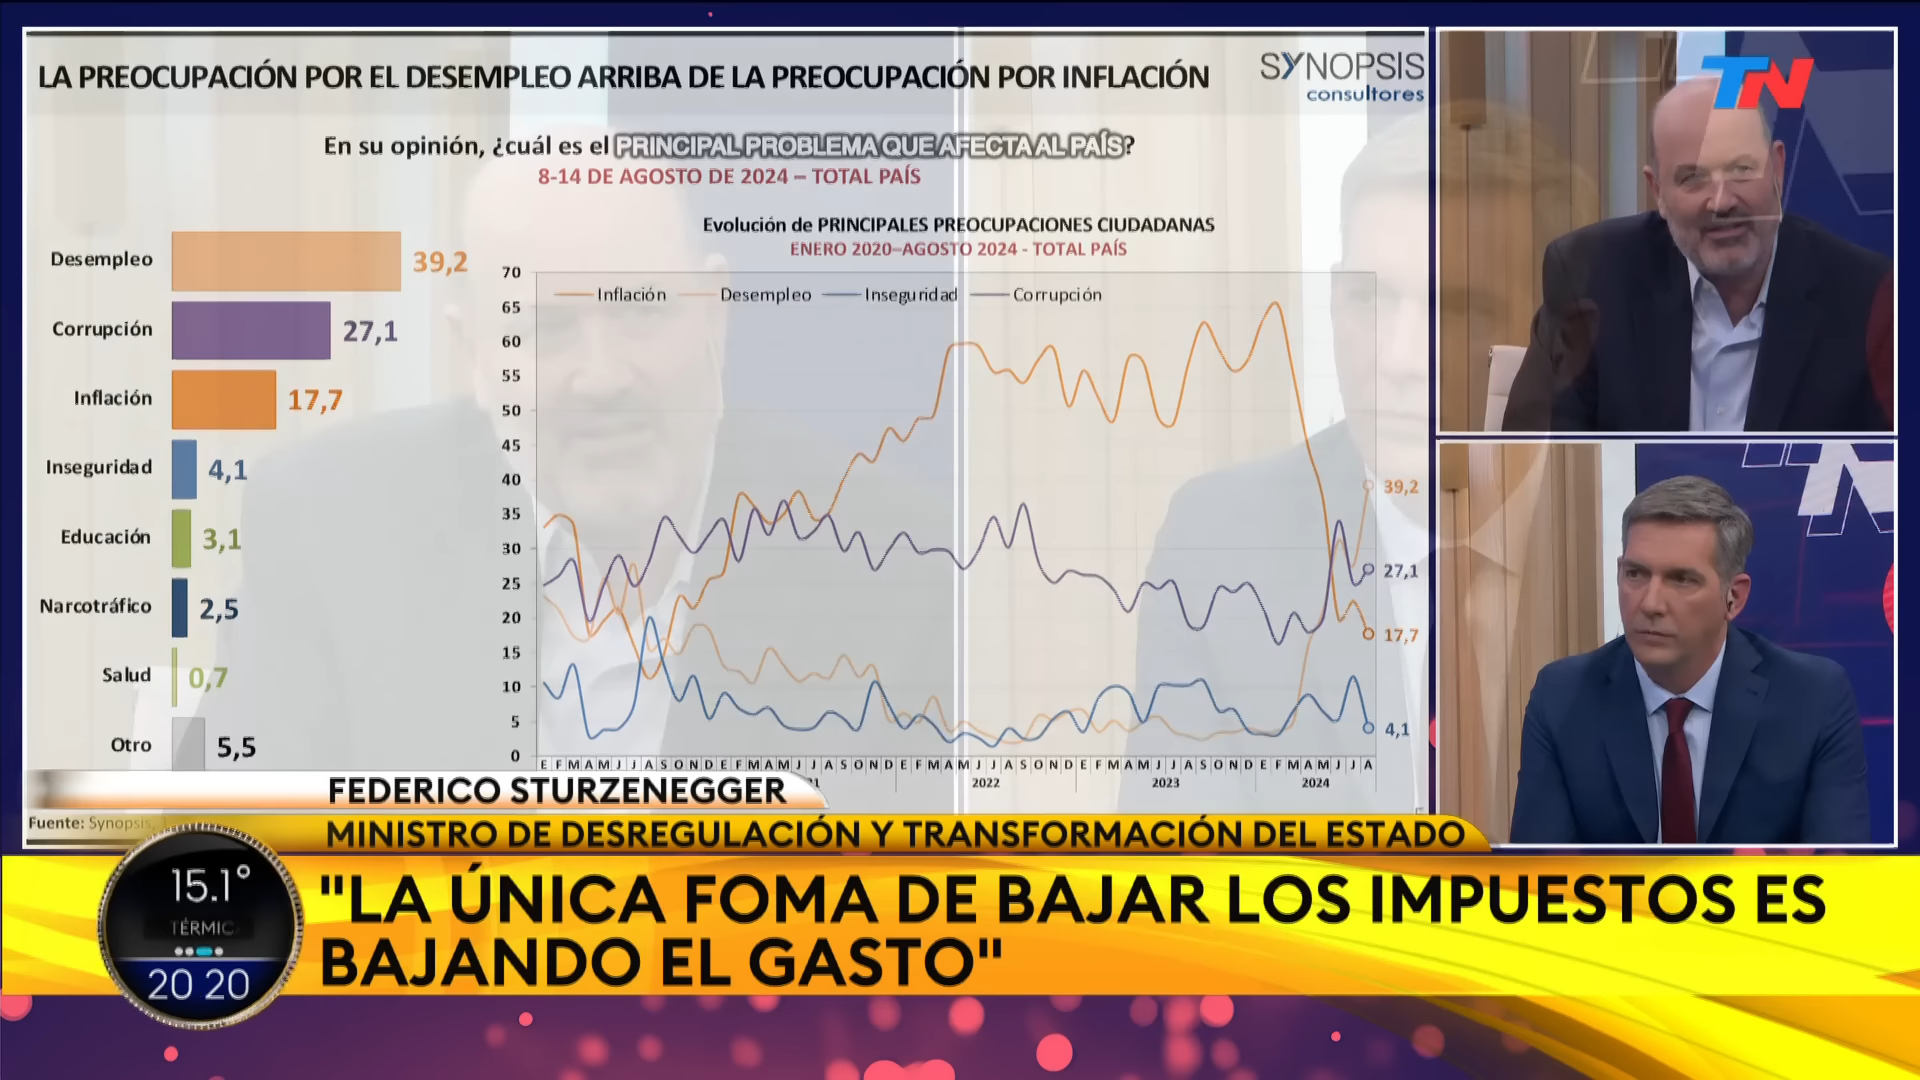 LA PREOCUPACIÓN POR EL DESEMPLEO ARRIBA DE LA PREOCUPACIÓN POR INFLACIÓN
SYNOPSIS
consultores
TN
En su opinión, ¿cuál es el PRINCIPAL PROBLEMA QUE AFECTA AL PAÍS?
8-14 DE AGOSTO DE 2024 – TOTAL PAÍS
Desempleo 39,2
Corrupción 27,1
Inflación 17,7
Inseguridad 4,1
Educación 3,1
Narcotráfico 2,5
Salud 0,7
Otro 5,5
Evolución de PRINCIPALES PREOCUPACIONES CIUDADANAS
ENERO 2020–AGOSTO 2024 - TOTAL PAÍS
Inflación Desempleo Inseguridad Corrupción
70
65
60
55
50
45
40
35
30
25
20
15
10
5
0
39,2
27,1
17,7
4,1
E F M A M J J A S O N D E F M A M J J A S O N D E F M A M J J A S O N D E F M A M J J A S O N D E F M A M J J A
2022 2023 2024
Fuente: Synopsis
FEDERICO STURZENEGGER
MINISTRO DE DESREGULACIÓN Y TRANSFORMACIÓN DEL ESTADO
"LA ÚNICA FOMA DE BAJAR LOS IMPUESTOS ES
BAJANDO EL GASTO"
15.1°
TÉRMIC
20 20